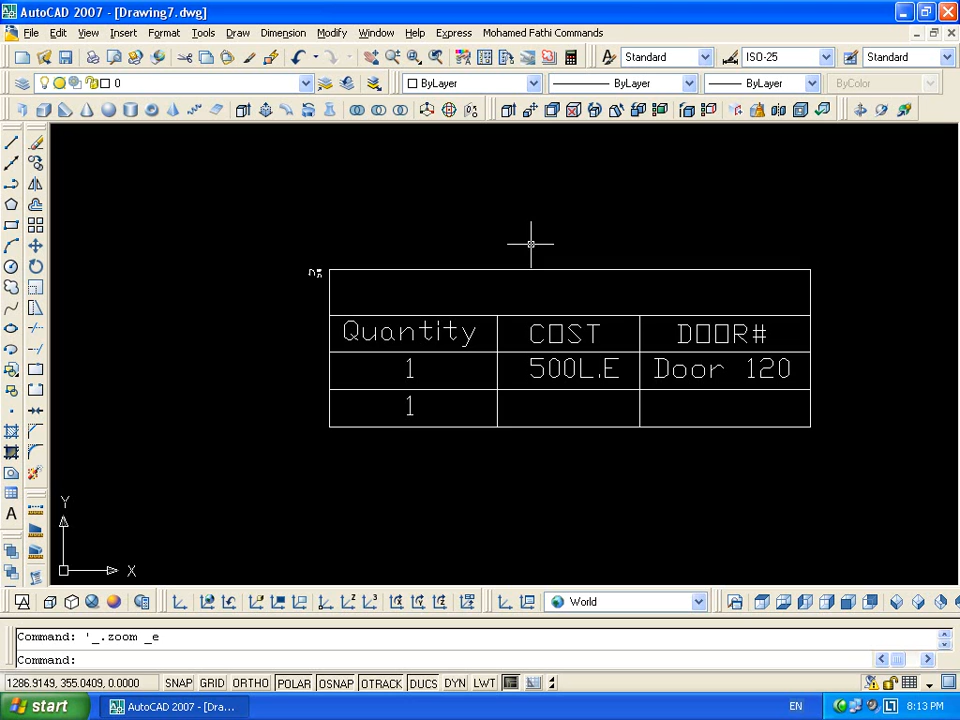 AutoCAD 2007 - [Drawing7.dwg]
File Edit View Insert Format Tools Draw Dimension Modify Window Help Express Mohamed Fathi Commands
Standard ISO-25 Standard
0 ByLayer ByLayer ByLayer ByColor
Quantity COST DOOR#
1 500L.E Door 120
1
Y
X
A
World
Command: '_.zoom _e
Command:
1286.9149, 355.0409, 0.0000 SNAP GRID ORTHO POLAR OSNAP OTRACK DUCS DYN LWT
start AutoCAD 2007 - [Dra... EN 8:13 PM